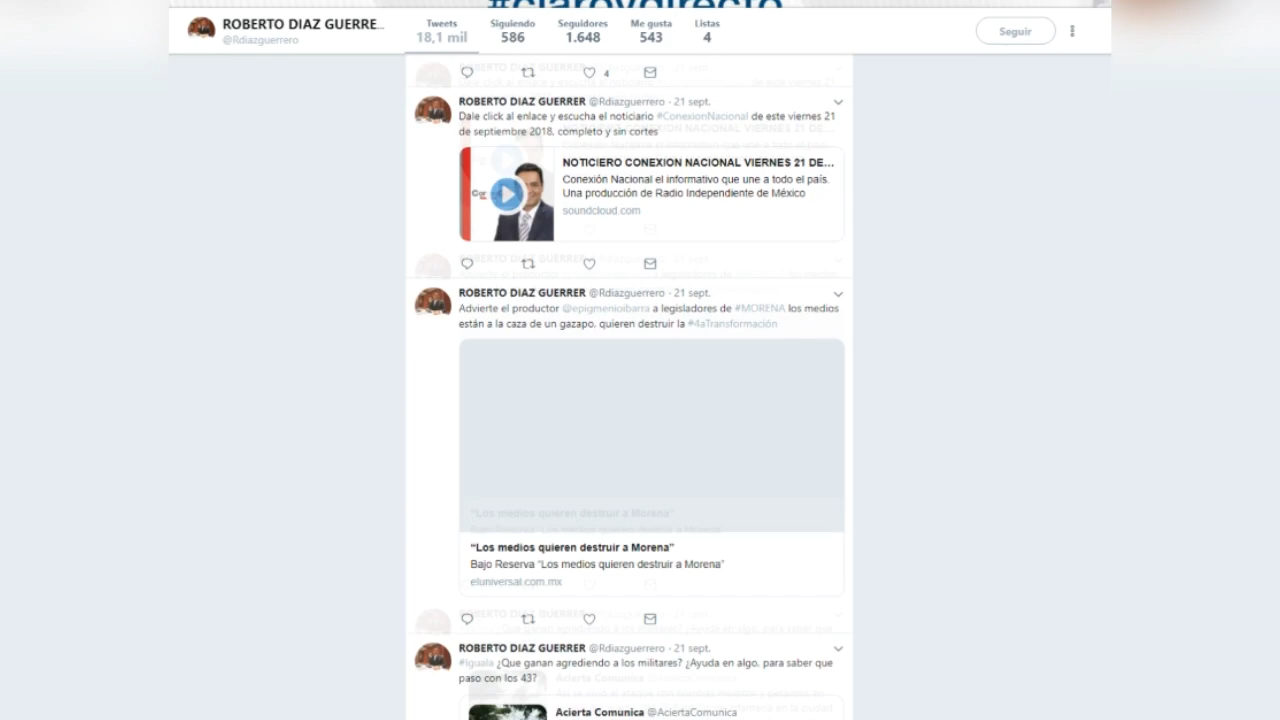 #claroydirecto
ROBERTO DIAZ GUERRE...
@Rdiazguerrero
Tweets
18,1 mil
Siguiendo
586
Seguidores
1.648
Me gusta
543
Listas
4
Seguir
4
ROBERTO DIAZ GUERRER @Rdiazguerrero · 21 sept.
Dale click al enlace y escucha el noticiario #ConexionNacional de este viernes 21
de septiembre 2018, completo y sin cortes
NOTICIERO CONEXION NACIONAL VIERNES 21 DE...
Conexión Nacional el informativo que une a todo el país.
Una producción de Radio Independiente de México
soundcloud.com
ROBERTO DIAZ GUERRER @Rdiazguerrero · 21 sept.
Advierte el productor @epigmenioibarra a legisladores de #MORENA los medios
están a la caza de un gazapo, quieren destruir la #4aTransformación
"Los medios quieren destruir a Morena"
Bajo Reserva "Los medios quieren destruir a Morena"
eluniversal.com.mx
ROBERTO DIAZ GUERRER @Rdiazguerrero · 21 sept.
#Iguala ¿Que ganan agrediendo a los militares? ¿Ayuda en algo, para saber que
paso con los 43?
Acierta Comunica @AciertaComunica